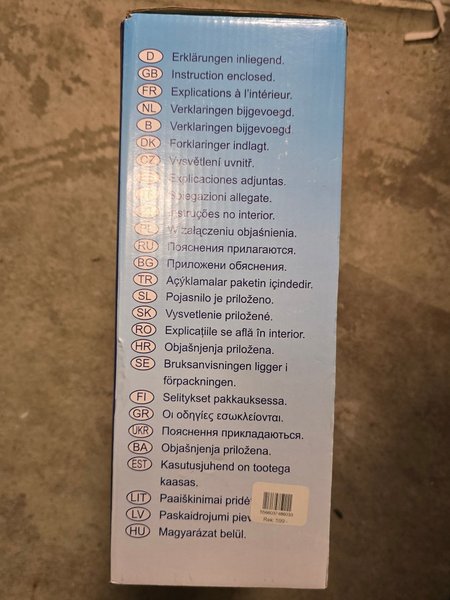 D Erklärungen inliegend.
GB Instruction enclosed.
FR Explications à l'intérieur.
NL Verklaringen bijgevoegd.
B Verklaringen bijgevoegd
DK Forklaringer indlagt.
CZ Vysvětlení uvnitř.
Explicaciones adjuntas.
Spiegazioni allegate.
Instruções no interior.
PL W załączeniu objaśnienia.
RU Пояснения прилагаются.
BG Приложени обяснения.
TR Açýklamalar paketin içindedir.
SL Pojasnilo je priloženo.
SK Vysvetlenie priložené.
RO Explicațiile se află în interior.
HR Objašnjenja priložena.
SE Bruksanvisningen ligger i
förpackningen.
FI Selitykset pakkauksessa.
GR Οι οδηγίες εσωκλείονται.
UKR Пояснення прикладаються.
BA Objašnjenja priložena.
EST Kasutusjuhend on tootega
kaasas.
LIT Paaiškinimai
LV Paskaidrojumi
HU Magyarázat belül.
Rek 599.-